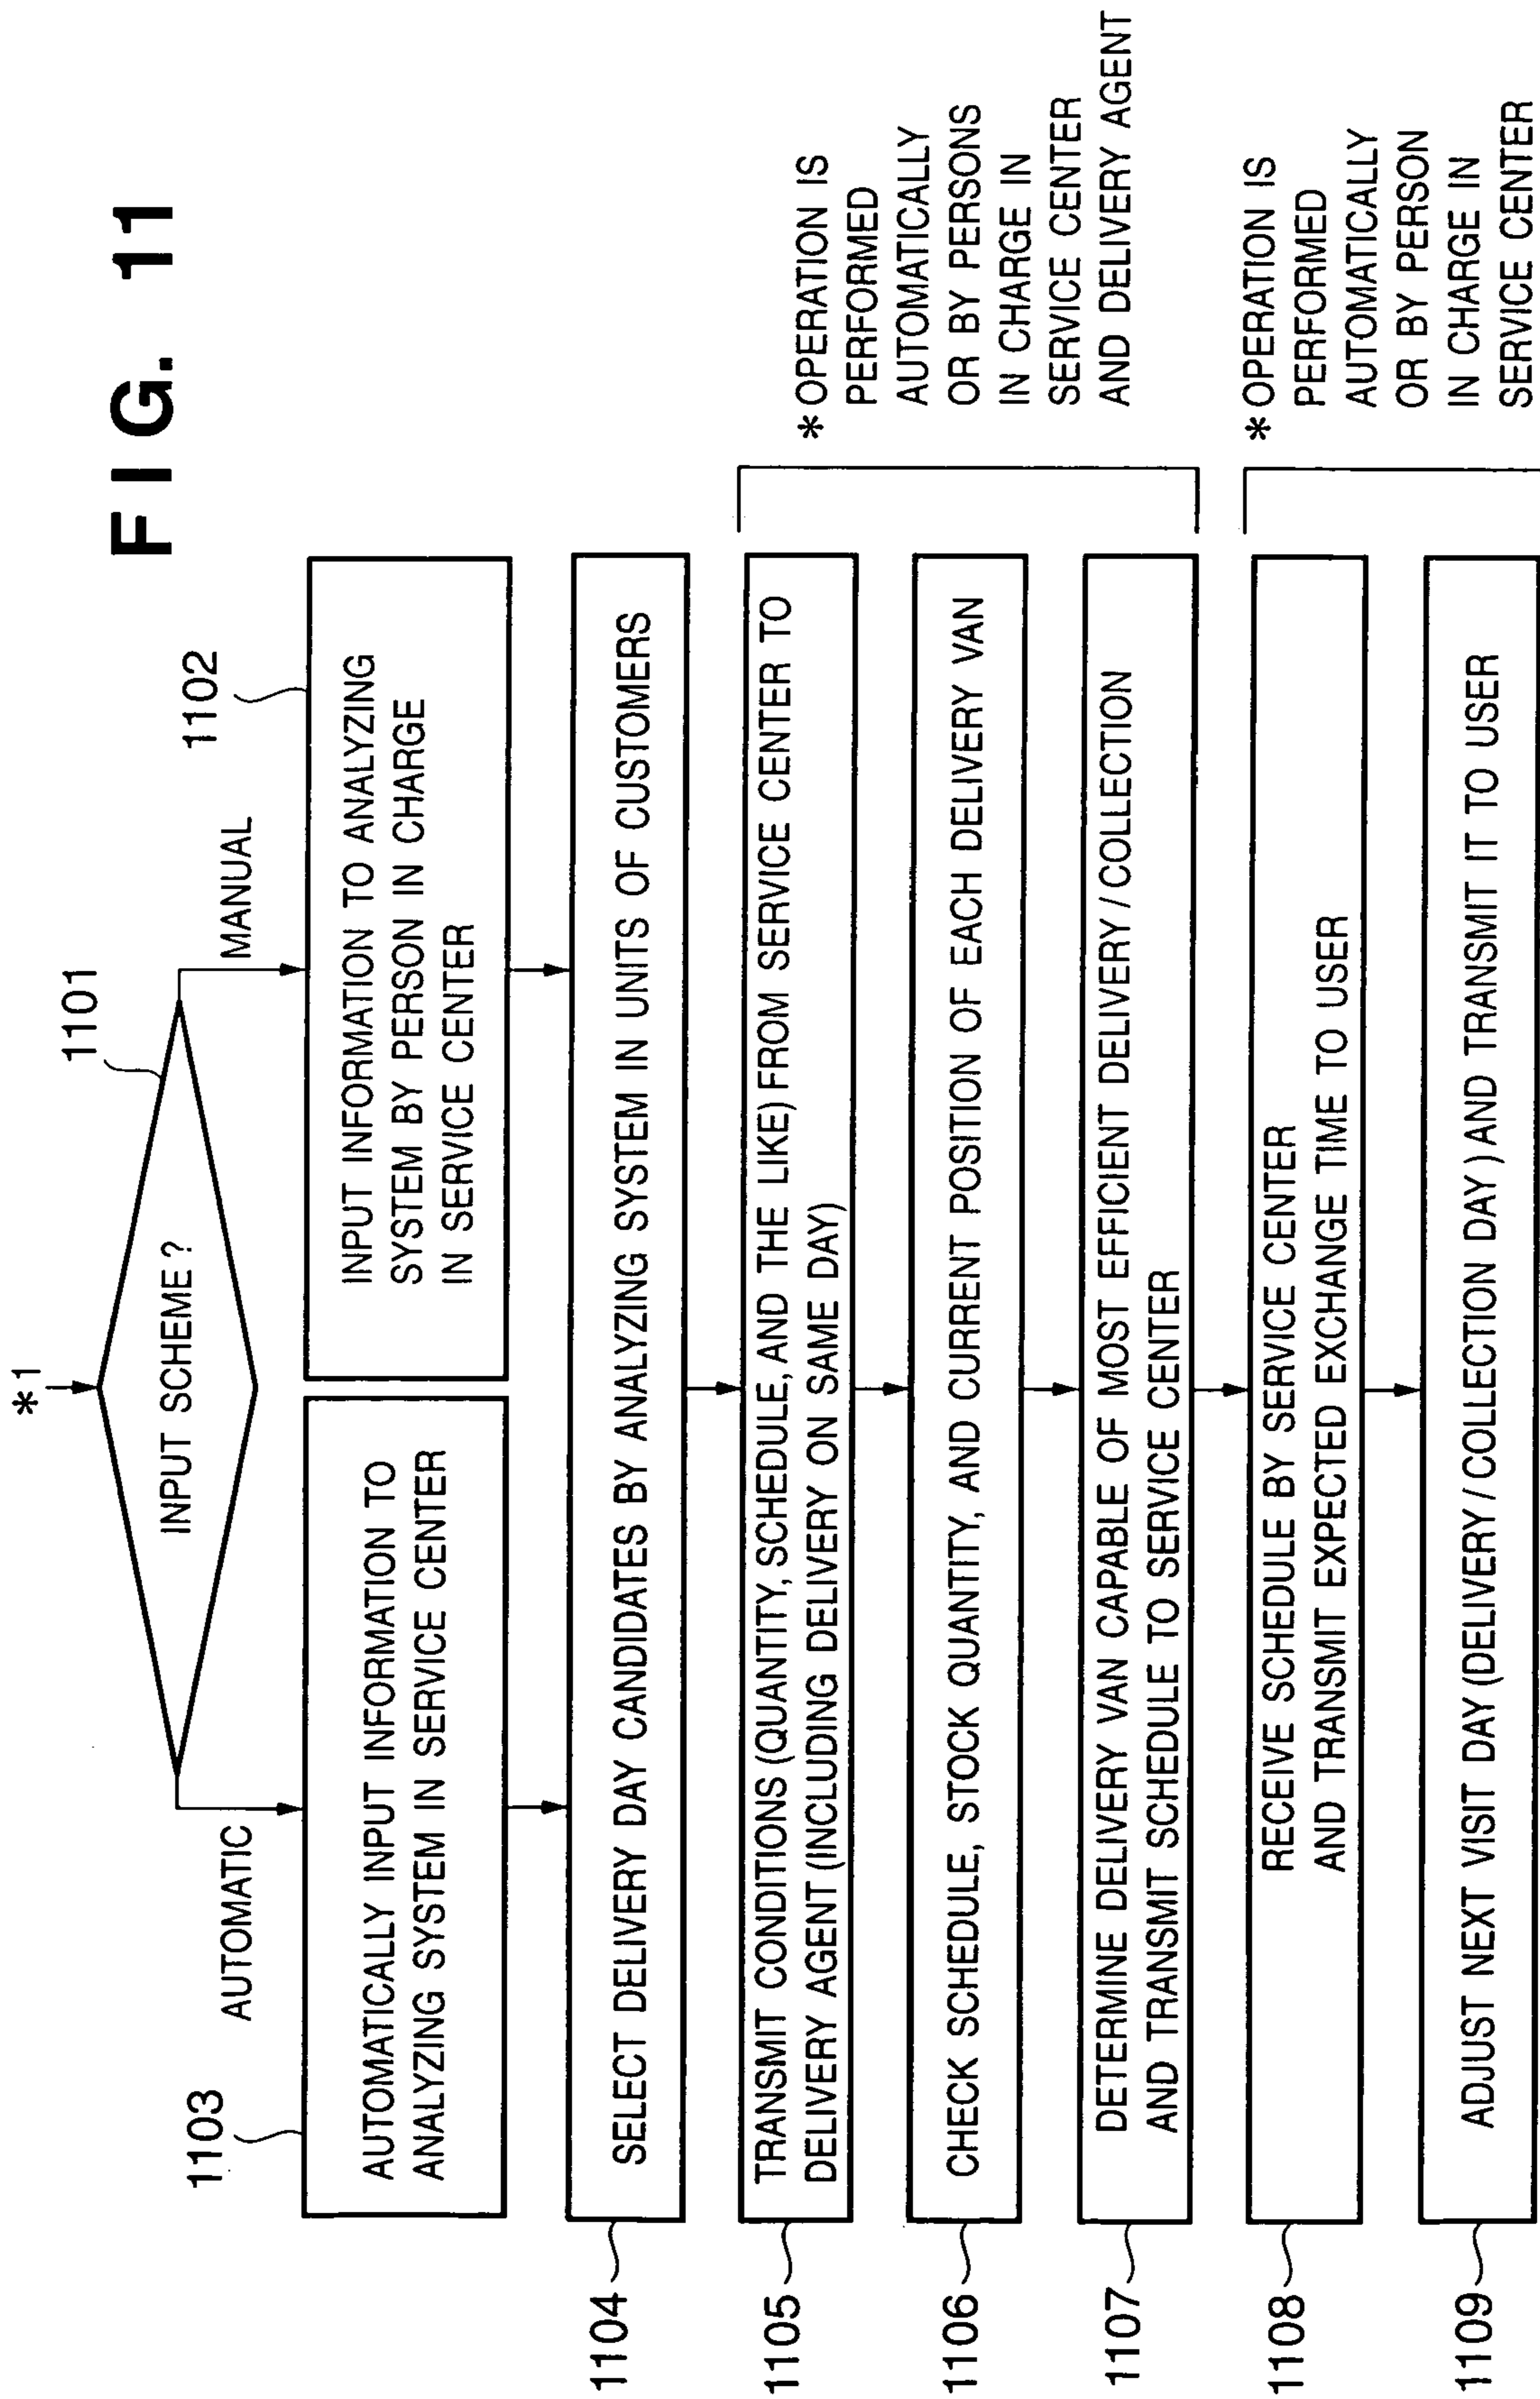 FIG. 11
*1
1101
INPUT SCHEME ?
AUTOMATIC
MANUAL
1103
AUTOMATICALLY INPUT INFORMATION TO
ANALYZING SYSTEM IN SERVICE CENTER
1102
INPUT INFORMATION TO ANALYZING
SYSTEM BY PERSON IN CHARGE
IN SERVICE CENTER
1104
SELECT DELIVERY DAY CANDIDATES BY ANALYZING SYSTEM IN UNITS OF CUSTOMERS
1105
TRANSMIT CONDITIONS (QUANTITY, SCHEDULE, AND THE LIKE) FROM SERVICE CENTER TO
DELIVERY AGENT (INCLUDING DELIVERY ON SAME DAY)
1106
CHECK SCHEDULE, STOCK QUANTITY, AND CURRENT POSITION OF EACH DELIVERY VAN
1107
DETERMINE DELIVERY VAN CAPABLE OF MOST EFFICIENT DELIVERY / COLLECTION
AND TRANSMIT SCHEDULE TO SERVICE CENTER
* OPERATION IS
PERFORMED
AUTOMATICALLY
OR BY PERSONS
IN CHARGE IN
SERVICE CENTER
AND DELIVERY AGENT
1108
RECEIVE SCHEDULE BY SERVICE CENTER
AND TRANSMIT EXPECTED EXCHANGE TIME TO USER
1109
ADJUST NEXT VISIT DAY (DELIVERY / COLLECTION DAY) AND TRANSMIT IT TO USER
* OPERATION IS
PERFORMED
AUTOMATICALLY
OR BY PERSON
IN CHARGE IN
SERVICE CENTER